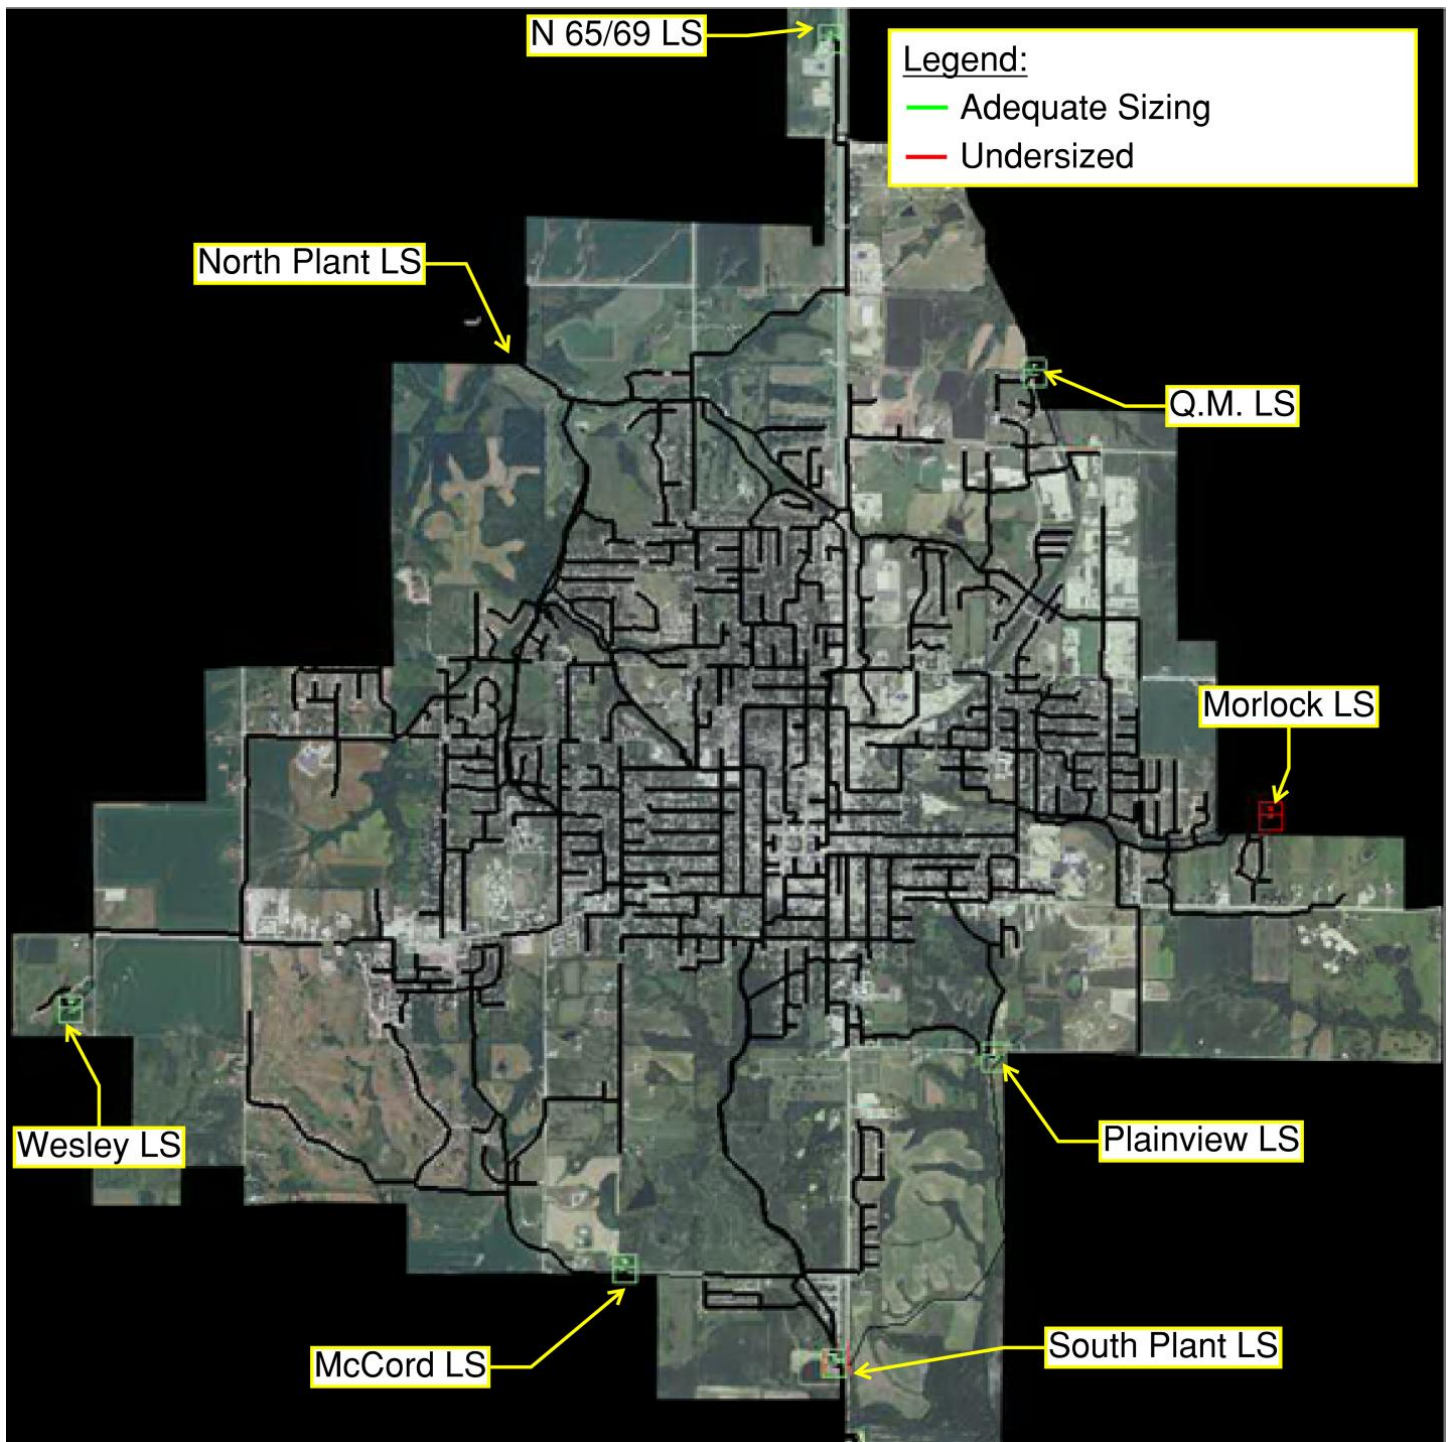 N 65/69 LS
Legend:
Adequate Sizing
Undersized
North Plant LS
Q.M. LS
Morlock LS
Wesley LS
Plainview LS
McCord LS
South Plant LS